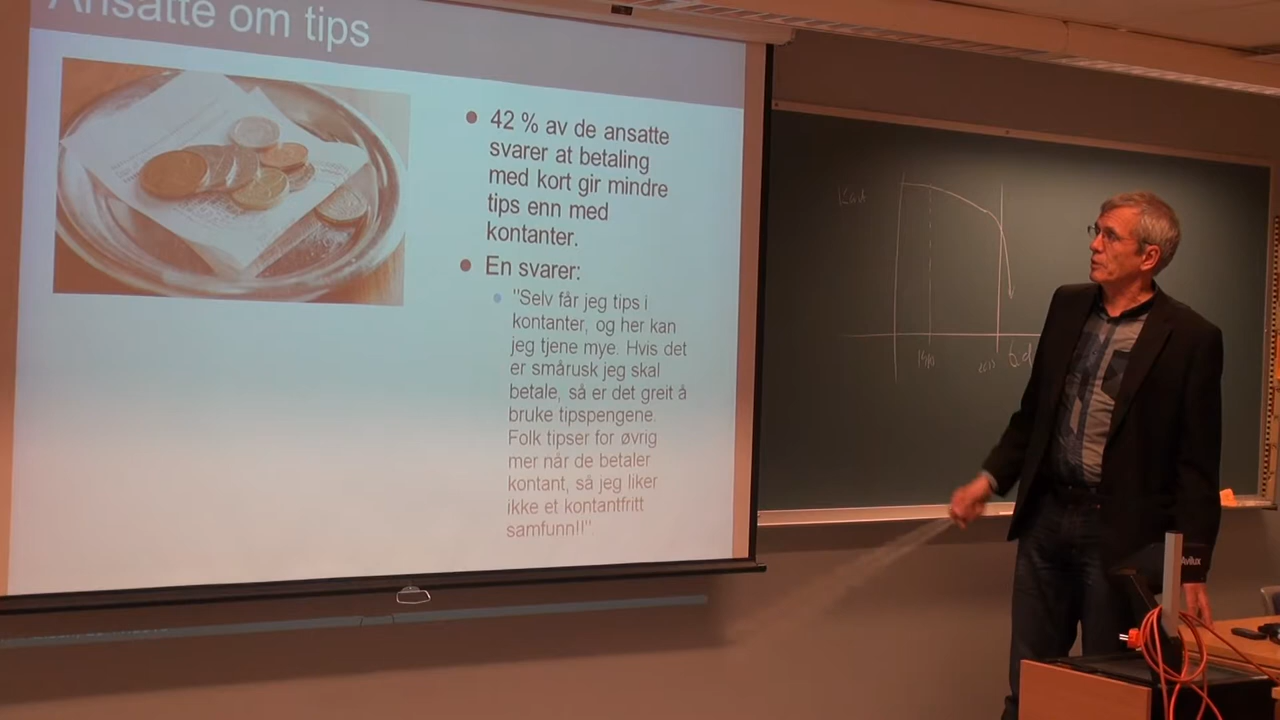 Ansatte om tips
42 % av de ansatte
svarer at betaling
med kort gir mindre
tips enn med
kontanter.
En svarer:
"Selv får jeg tips i
kontanter, og her kan
jeg tjene mye. Hvis det
er smårusk jeg skal
betale, så er det greit å
bruke tipspengene.
Folk tipser for øvrig
mer når de betaler
kontant, så jeg liker
ikke et kontantfritt
samfunn!!".
Avilux